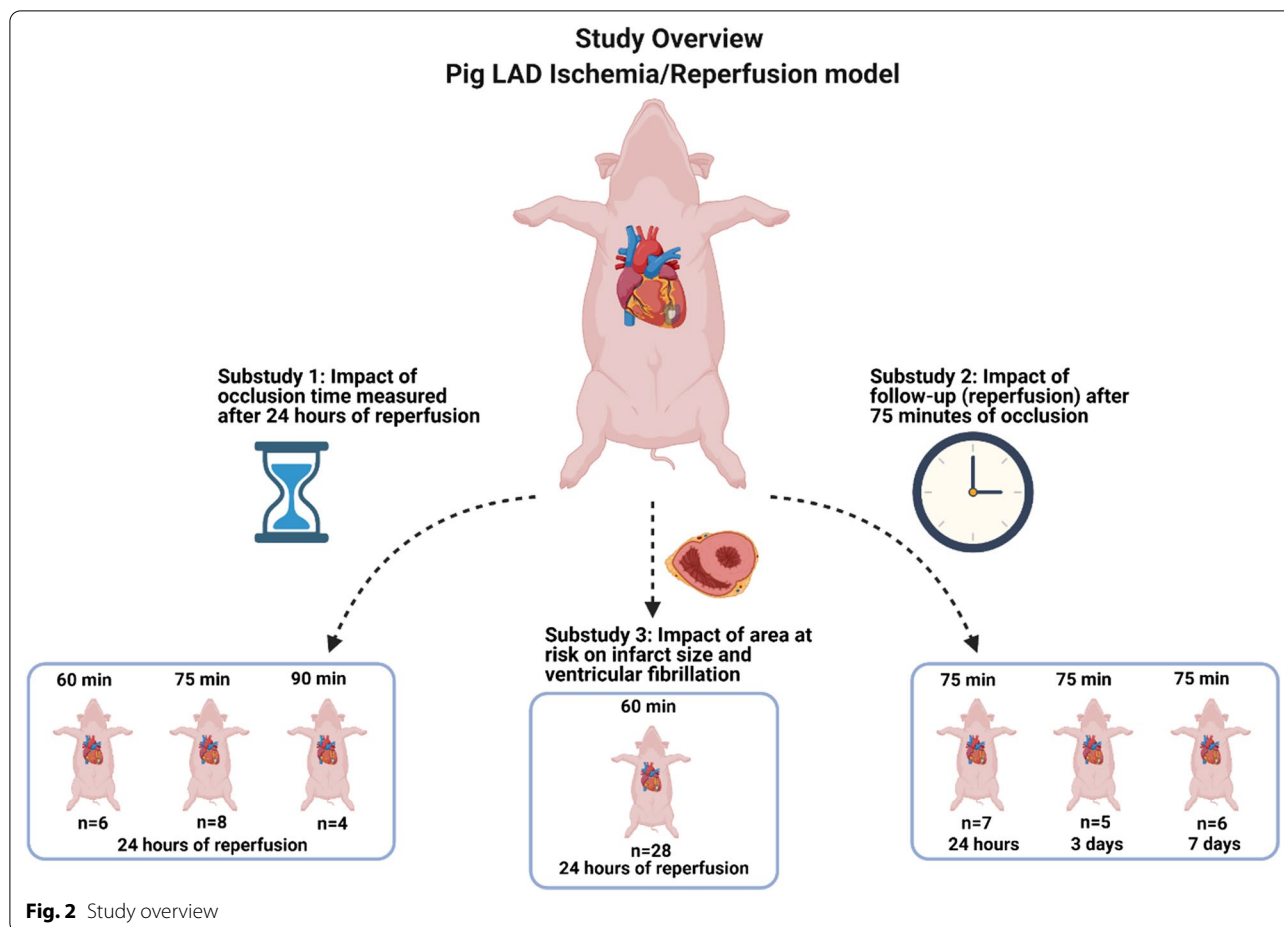 Study Overview
Pig LAD Ischemia/Reperfusion model
Substudy 1: Impact of
occlusion time measured
after 24 hours of reperfusion
Substudy 2: Impact of
follow-up (reperfusion) after
75 minutes of occlusion
Substudy 3: Impact of area at
risk on infarct size and
ventricular fibrillation
60 min 75 min 90 min
n=6 n=8 n=4
24 hours of reperfusion
60 min
n=28
24 hours of reperfusion
75 min 75 min 75 min
n=7 n=5 n=6
24 hours 3 days 7 days
Fig. 2 Study overview